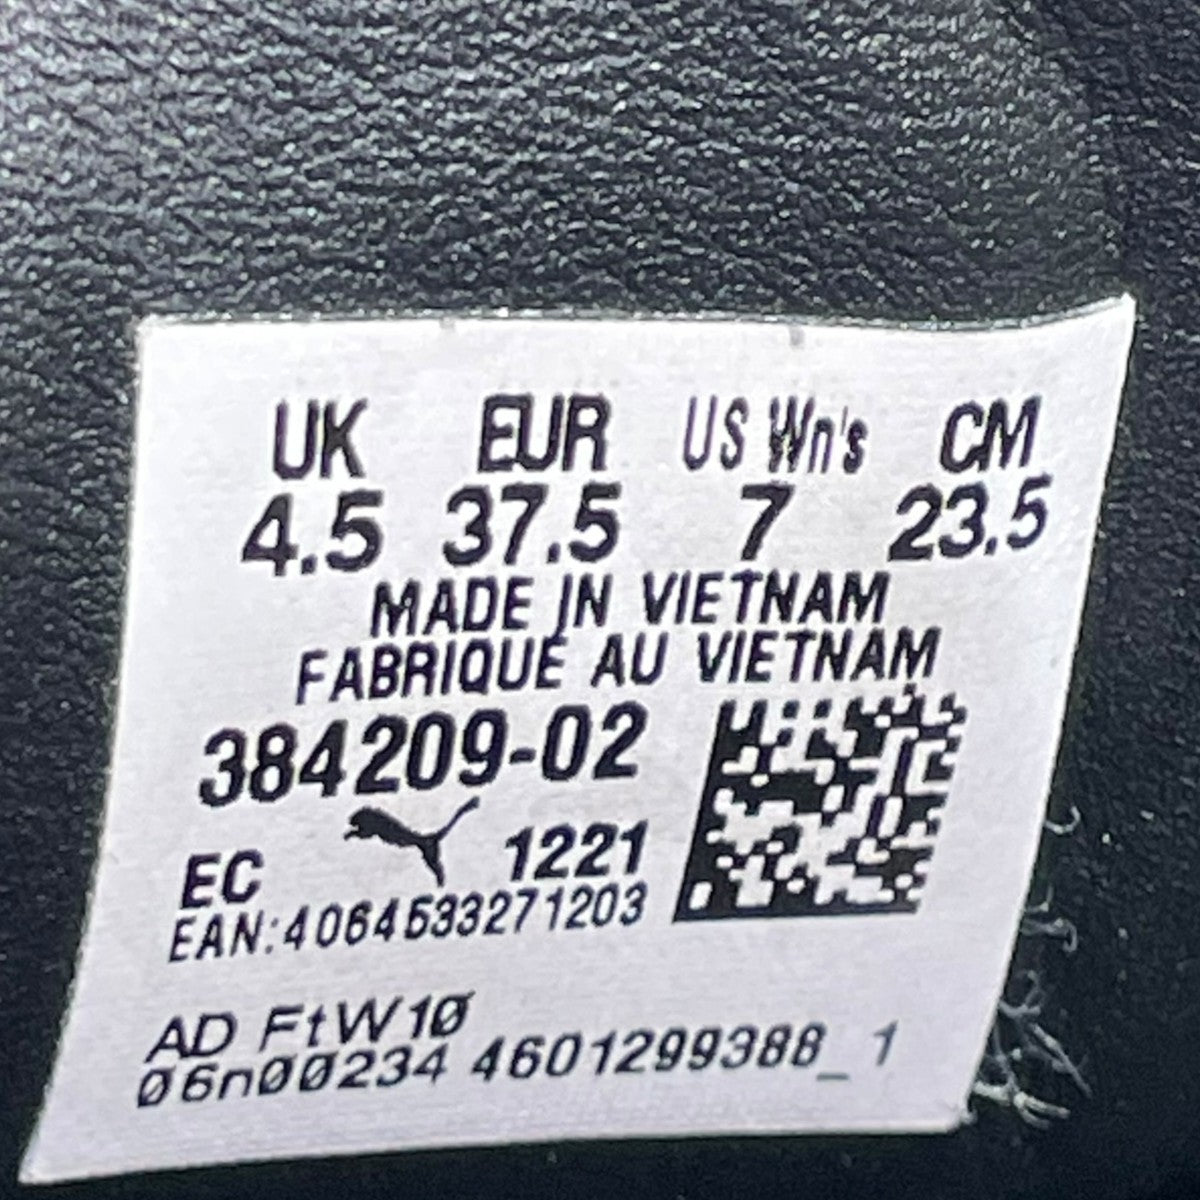 UK EUR US Wn's CM
4.5 37.5 7 23.5
MADE IN VIETNAM
FABRIQUÉ AU VIETNAM
384209-02
EC 1221
EAN:4064533271203
AD FtW10
06n00234 4601299388_1